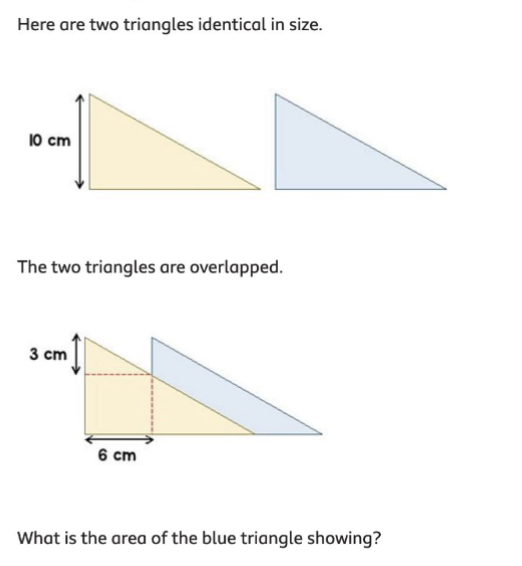 Here are two triangles identical in size.
10 cm
The two triangles are overlapped.
3 cm
6 cm
What is the area of the blue triangle showing?